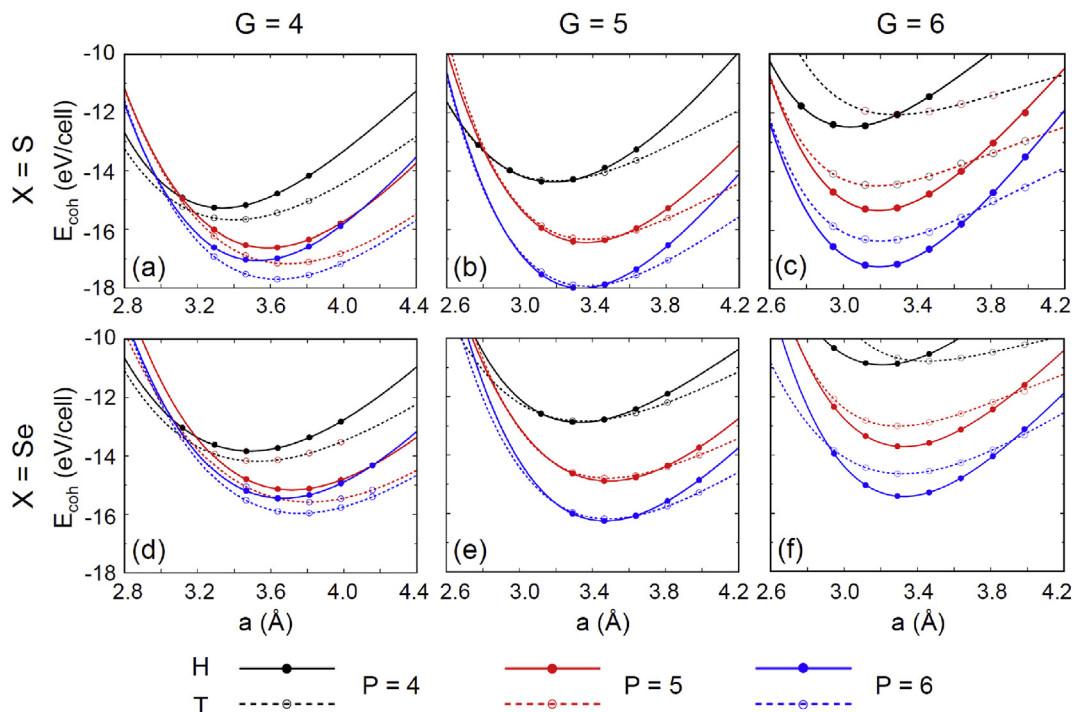 G = 4 G = 5 G = 6
X = S
E_coh (eV/cell)
-10
-12
-14
-16
-18
(a) (b) (c)
2.8 3.2 3.6 4.0 4.4 2.6 3.0 3.4 3.8 4.2 2.6 3.0 3.4 3.8 4.2
X = Se
E_coh (eV/cell)
-10
-12
-14
-16
-18
(d) (e) (f)
2.8 3.2 3.6 4.0 4.4 2.6 3.0 3.4 3.8 4.2 2.6 3.0 3.4 3.8 4.2
a (Å) a (Å) a (Å)
H
P = 4 P = 5 P = 6
T